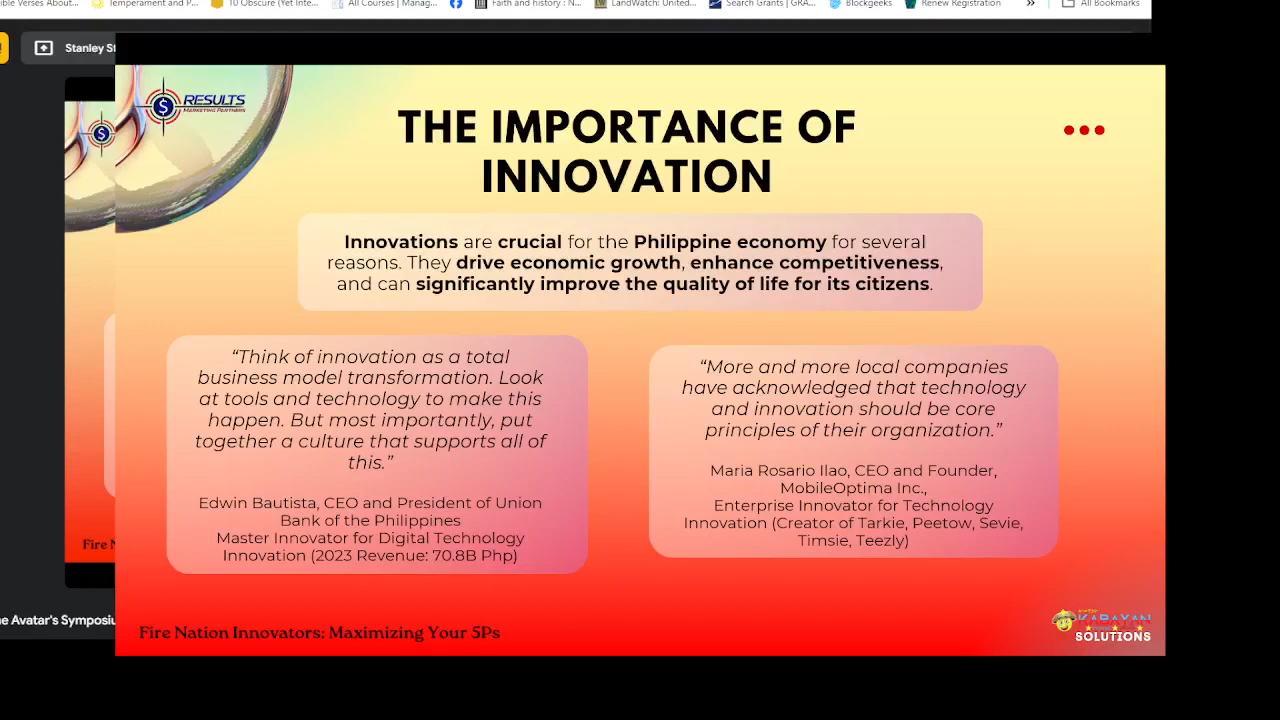 ible Verses About...
Temperament and P...
10 Obscure (Yet Inte...
All Courses | Manag...
Faith and history : N...
LandWatch: United...
Search Grants | GRA...
Blockgeeks
Renew Registration
»
All Bookmarks
Stanley St
RESULTS
MARKETING PARTNERS
THE IMPORTANCE OF
INNOVATION
Innovations are crucial for the Philippine economy for several
reasons. They drive economic growth, enhance competitiveness,
and can significantly improve the quality of life for its citizens.
“Think of innovation as a total
business model transformation. Look
at tools and technology to make this
happen. But most importantly, put
together a culture that supports all of
this.”
Edwin Bautista, CEO and President of Union
Bank of the Philippines
Master Innovator for Digital Technology
Innovation (2023 Revenue: 70.8B Php)
“More and more local companies
have acknowledged that technology
and innovation should be core
principles of their organization.”
Maria Rosario Ilao, CEO and Founder,
MobileOptima Inc.,
Enterprise Innovator for Technology
Innovation (Creator of Tarkie, Peetow, Sevie,
Timsie, Teezly)
Fire N
e Avatar's Symposiu
Fire Nation Innovators: Maximizing Your 5Ps
KABAYAN
SOLUTIONS